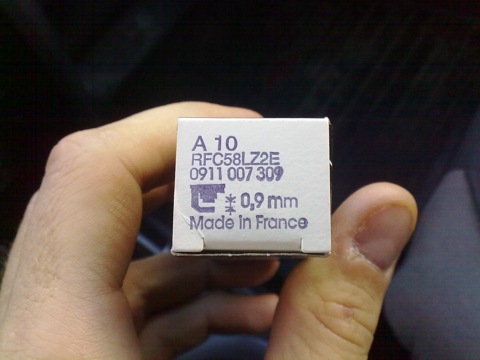 A 10
RFC58LZ2E
0911 007 309
0,9 mm
Made in France